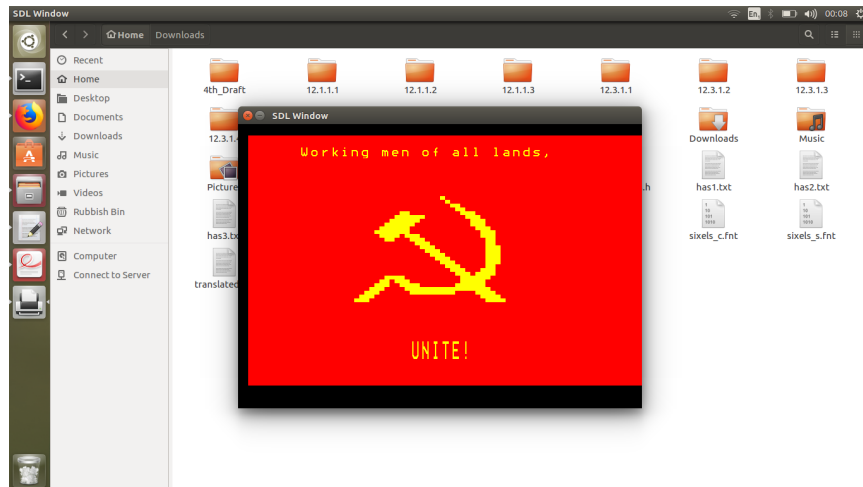 SDL Window
En
00:08
Home Downloads
Recent
Home
Desktop
Documents
Downloads
Music
Pictures
Videos
Rubbish Bin
Network
Computer
Connect to Server
4th_Draft 12.1.1.1 12.1.1.2 12.1.1.3 12.3.1.1 12.3.1.2 12.3.1.3
SDL Window
Downloads Music
has1.txt has2.txt
sixels_c.fnt sixels_s.fnt
Working men of all lands,
UNITE!